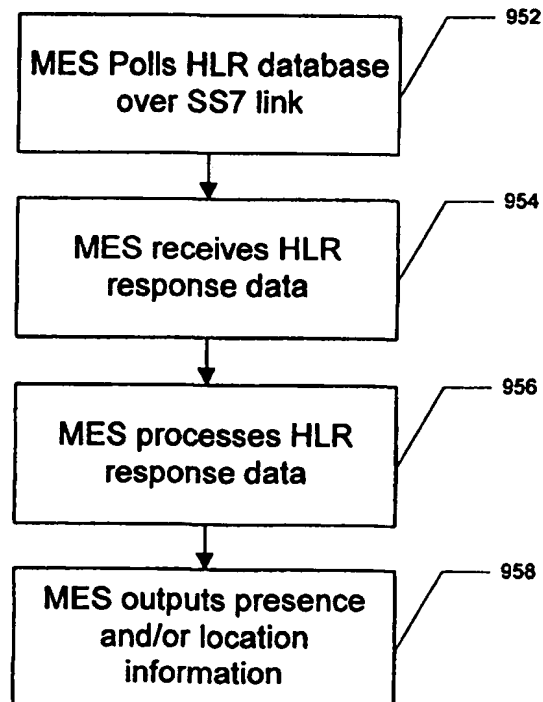 952
MES Polls HLR database
over SS7 link
954
MES receives HLR
response data
956
MES processes HLR
response data
958
MES outputs presence
and/or location
information